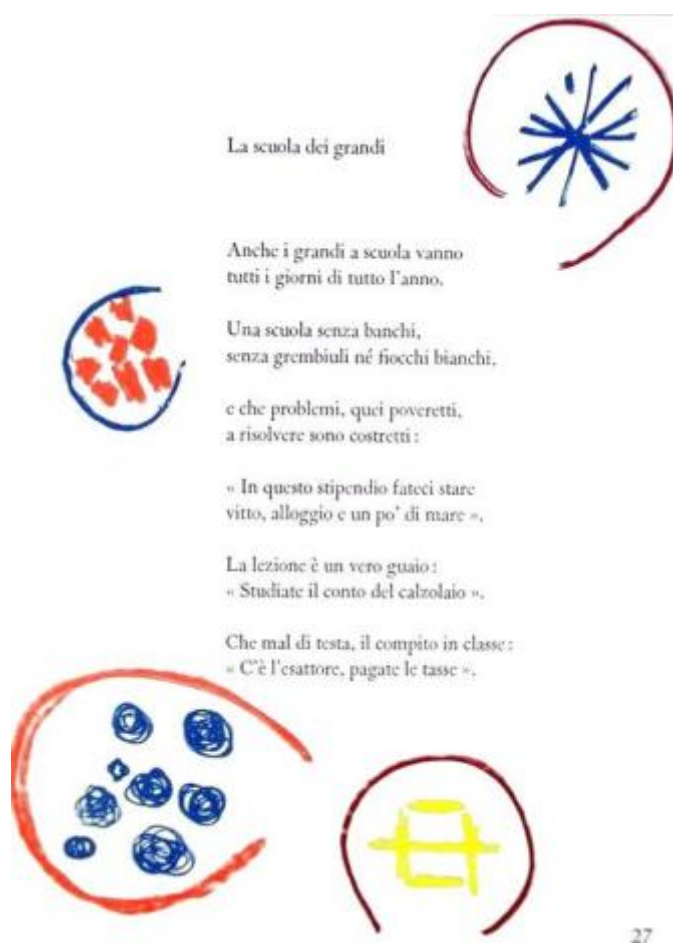 La scuola dei grandi
Anche i grandi a scuola vanno
tutti i giorni di tutto l'anno.
Una scuola senza banchi,
senza grembiuli né fiocchi bianchi,
e che problemi, quei poveretti,
a risolvere sono costretti :
« In questo stipendio fateci stare
vitto, alloggio e un po' di mare ».
La lezione è un vero guaio :
« Studiate il conto del calzolaio ».
Che mal di testa, il compito in classe :
« C'è l'esattore, pagate le tasse ».
27